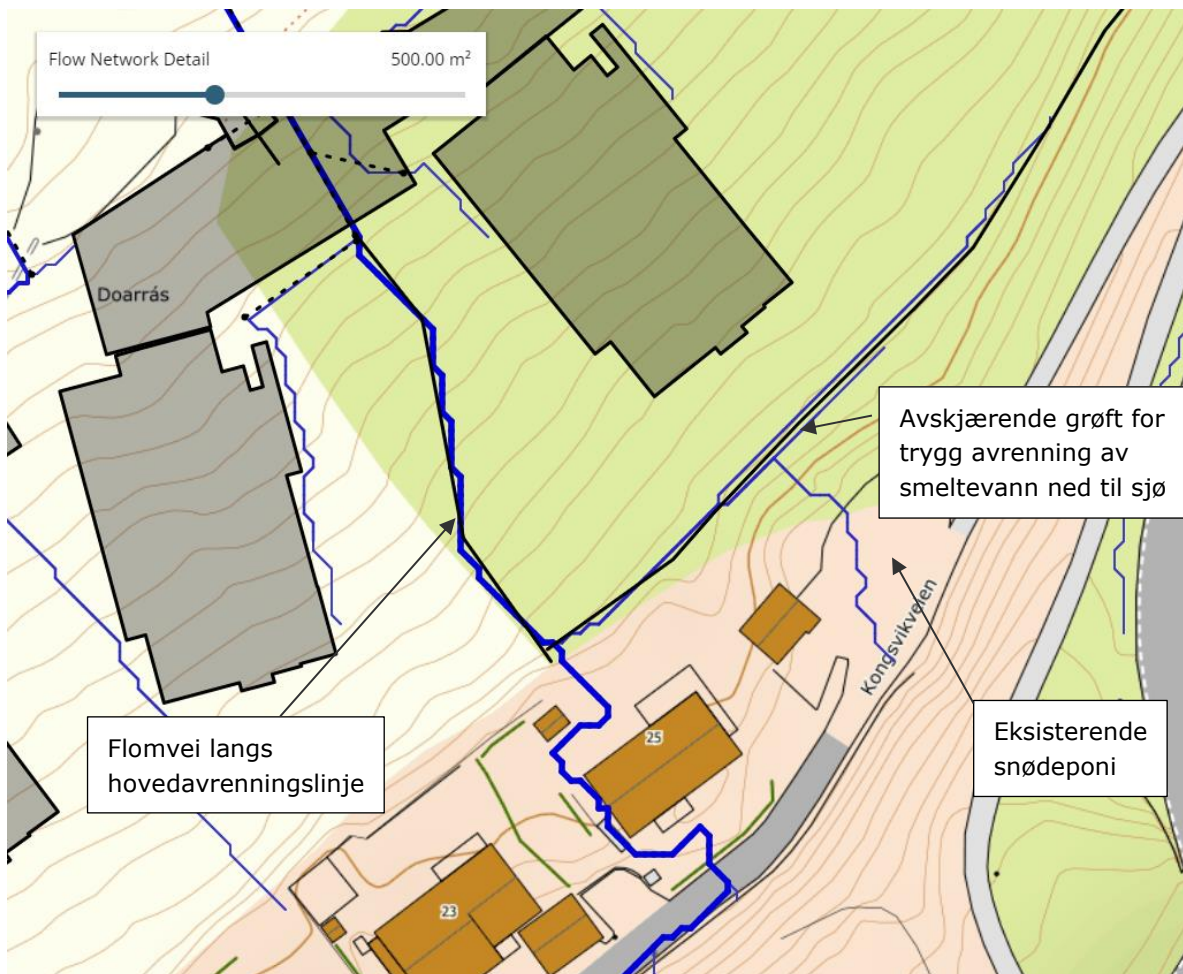 Flow Network Detail 500.00 m²
Doarrás
Avskjærende grøft for
trygg avrenning av
smeltevann ned til sjø
Kongsvikveien
Eksisterende
snødeponi
25
Flomvei langs
hovedavrenningslinje
23